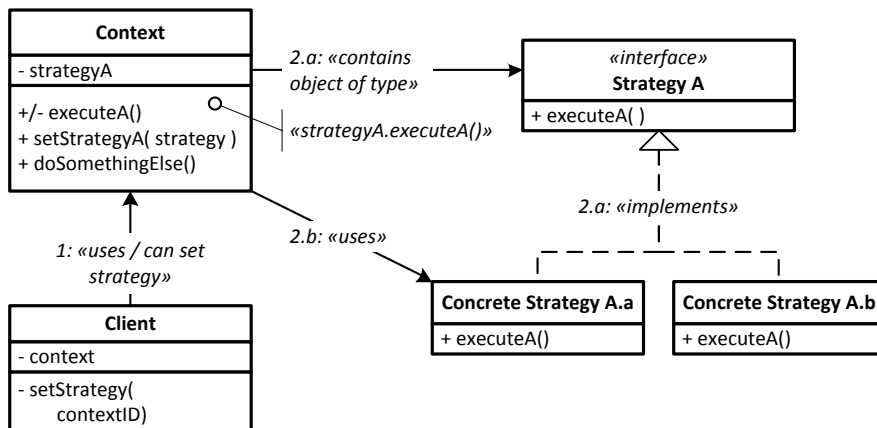 Context
- strategyA
+/- executeA()
+ setStrategyA( strategy )
+ doSomethingElse()
2.a: «contains
object of type»
«strategyA.executeA()»
«interface»
Strategy A
+ executeA( )
2.a: «implements»
2.b: «uses»
1: «uses / can set
strategy»
Concrete Strategy A.a
+ executeA()
Concrete Strategy A.b
+ executeA()
Client
- context
- setStrategy(
contextID)